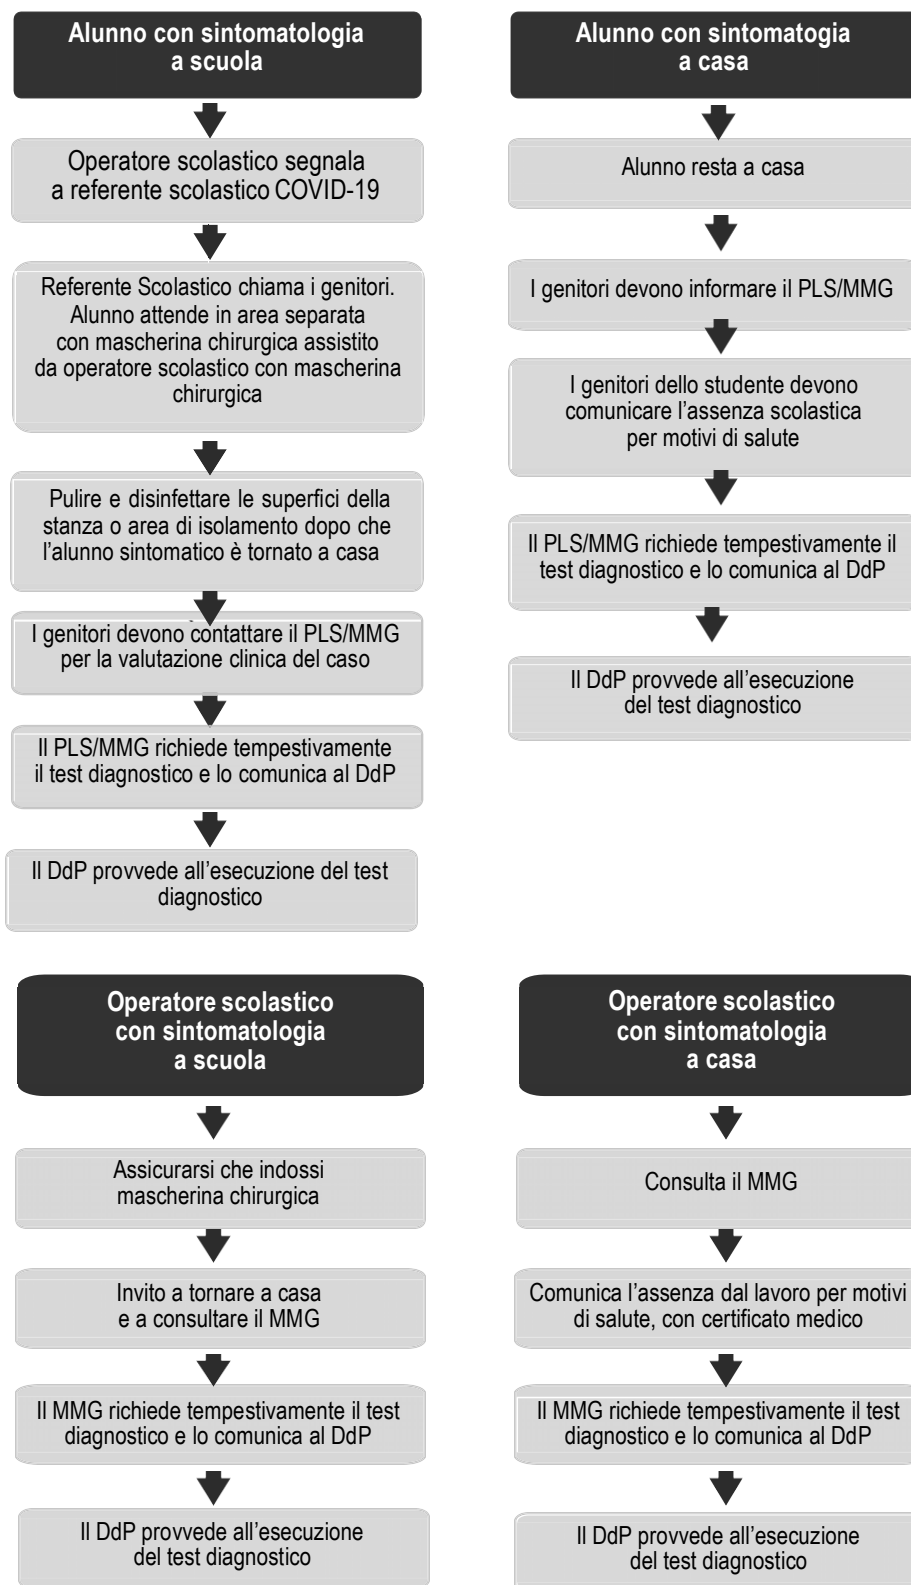 Alunno con sintomatologia
a scuola
Operatore scolastico segnala
a referente scolastico COVID-19
Referente Scolastico chiama i genitori.
Alunno attende in area separata
con mascherina chirurgica assistito
da operatore scolastico con mascherina
chirurgica
Pulire e disinfettare le superfici della
stanza o area di isolamento dopo che
l’alunno sintomatico è tornato a casa
I genitori devono contattare il PLS/MMG
per la valutazione clinica del caso
Il PLS/MMG richiede tempestivamente
il test diagnostico e lo comunica al DdP
Il DdP provvede all’esecuzione del test
diagnostico
Alunno con sintomatogia
a casa
Alunno resta a casa
I genitori devono informare il PLS/MMG
I genitori dello studente devono
comunicare l’assenza scolastica
per motivi di salute
Il PLS/MMG richiede tempestivamente il
test diagnostico e lo comunica al DdP
Il DdP provvede all’esecuzione
del test diagnostico
Operatore scolastico
con sintomatologia
a scuola
Assicurarsi che indossi
mascherina chirurgica
Invito a tornare a casa
e a consultare il MMG
Il MMG richiede tempestivamente il test
diagnostico e lo comunica al DdP
Il DdP provvede all’esecuzione
del test diagnostico
Operatore scolastico
con sintomatologia
a casa
Consulta il MMG
Comunica l’assenza dal lavoro per motivi
di salute, con certificato medico
Il MMG richiede tempestivamente il test
diagnostico e lo comunica al DdP
Il DdP provvede all’esecuzione
del test diagnostico